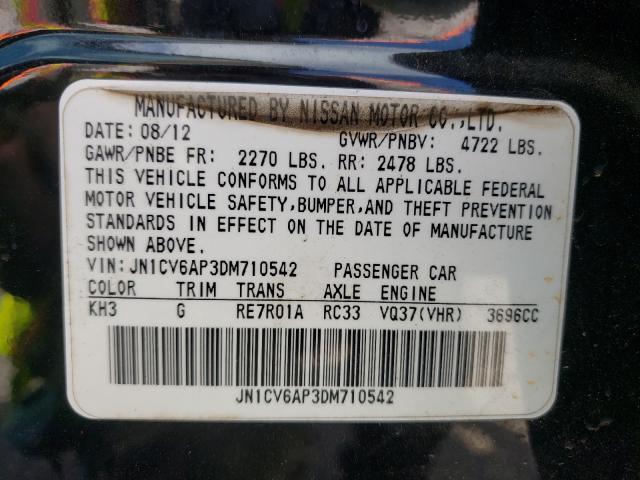 MANUFACTURED BY NISSAN MOTOR CO.,LTD.
DATE: 08/12 GVWR/PNBV: 4722 LBS.
GAWR/PNBE FR: 2270 LBS. RR: 2478 LBS.
THIS VEHICLE CONFORMS TO ALL APPLICABLE FEDERAL
MOTOR VEHICLE SAFETY,BUMPER,AND THEFT PREVENTION
STANDARDS IN EFFECT ON THE DATE OF MANUFACTURE
SHOWN ABOVE.
VIN:JN1CV6AP3DM710542 PASSENGER CAR
COLOR TRIM TRANS AXLE ENGINE
KH3 G RE7R01A RC33 VQ37(VHR) 3696CC
JN1CV6AP3DM710542